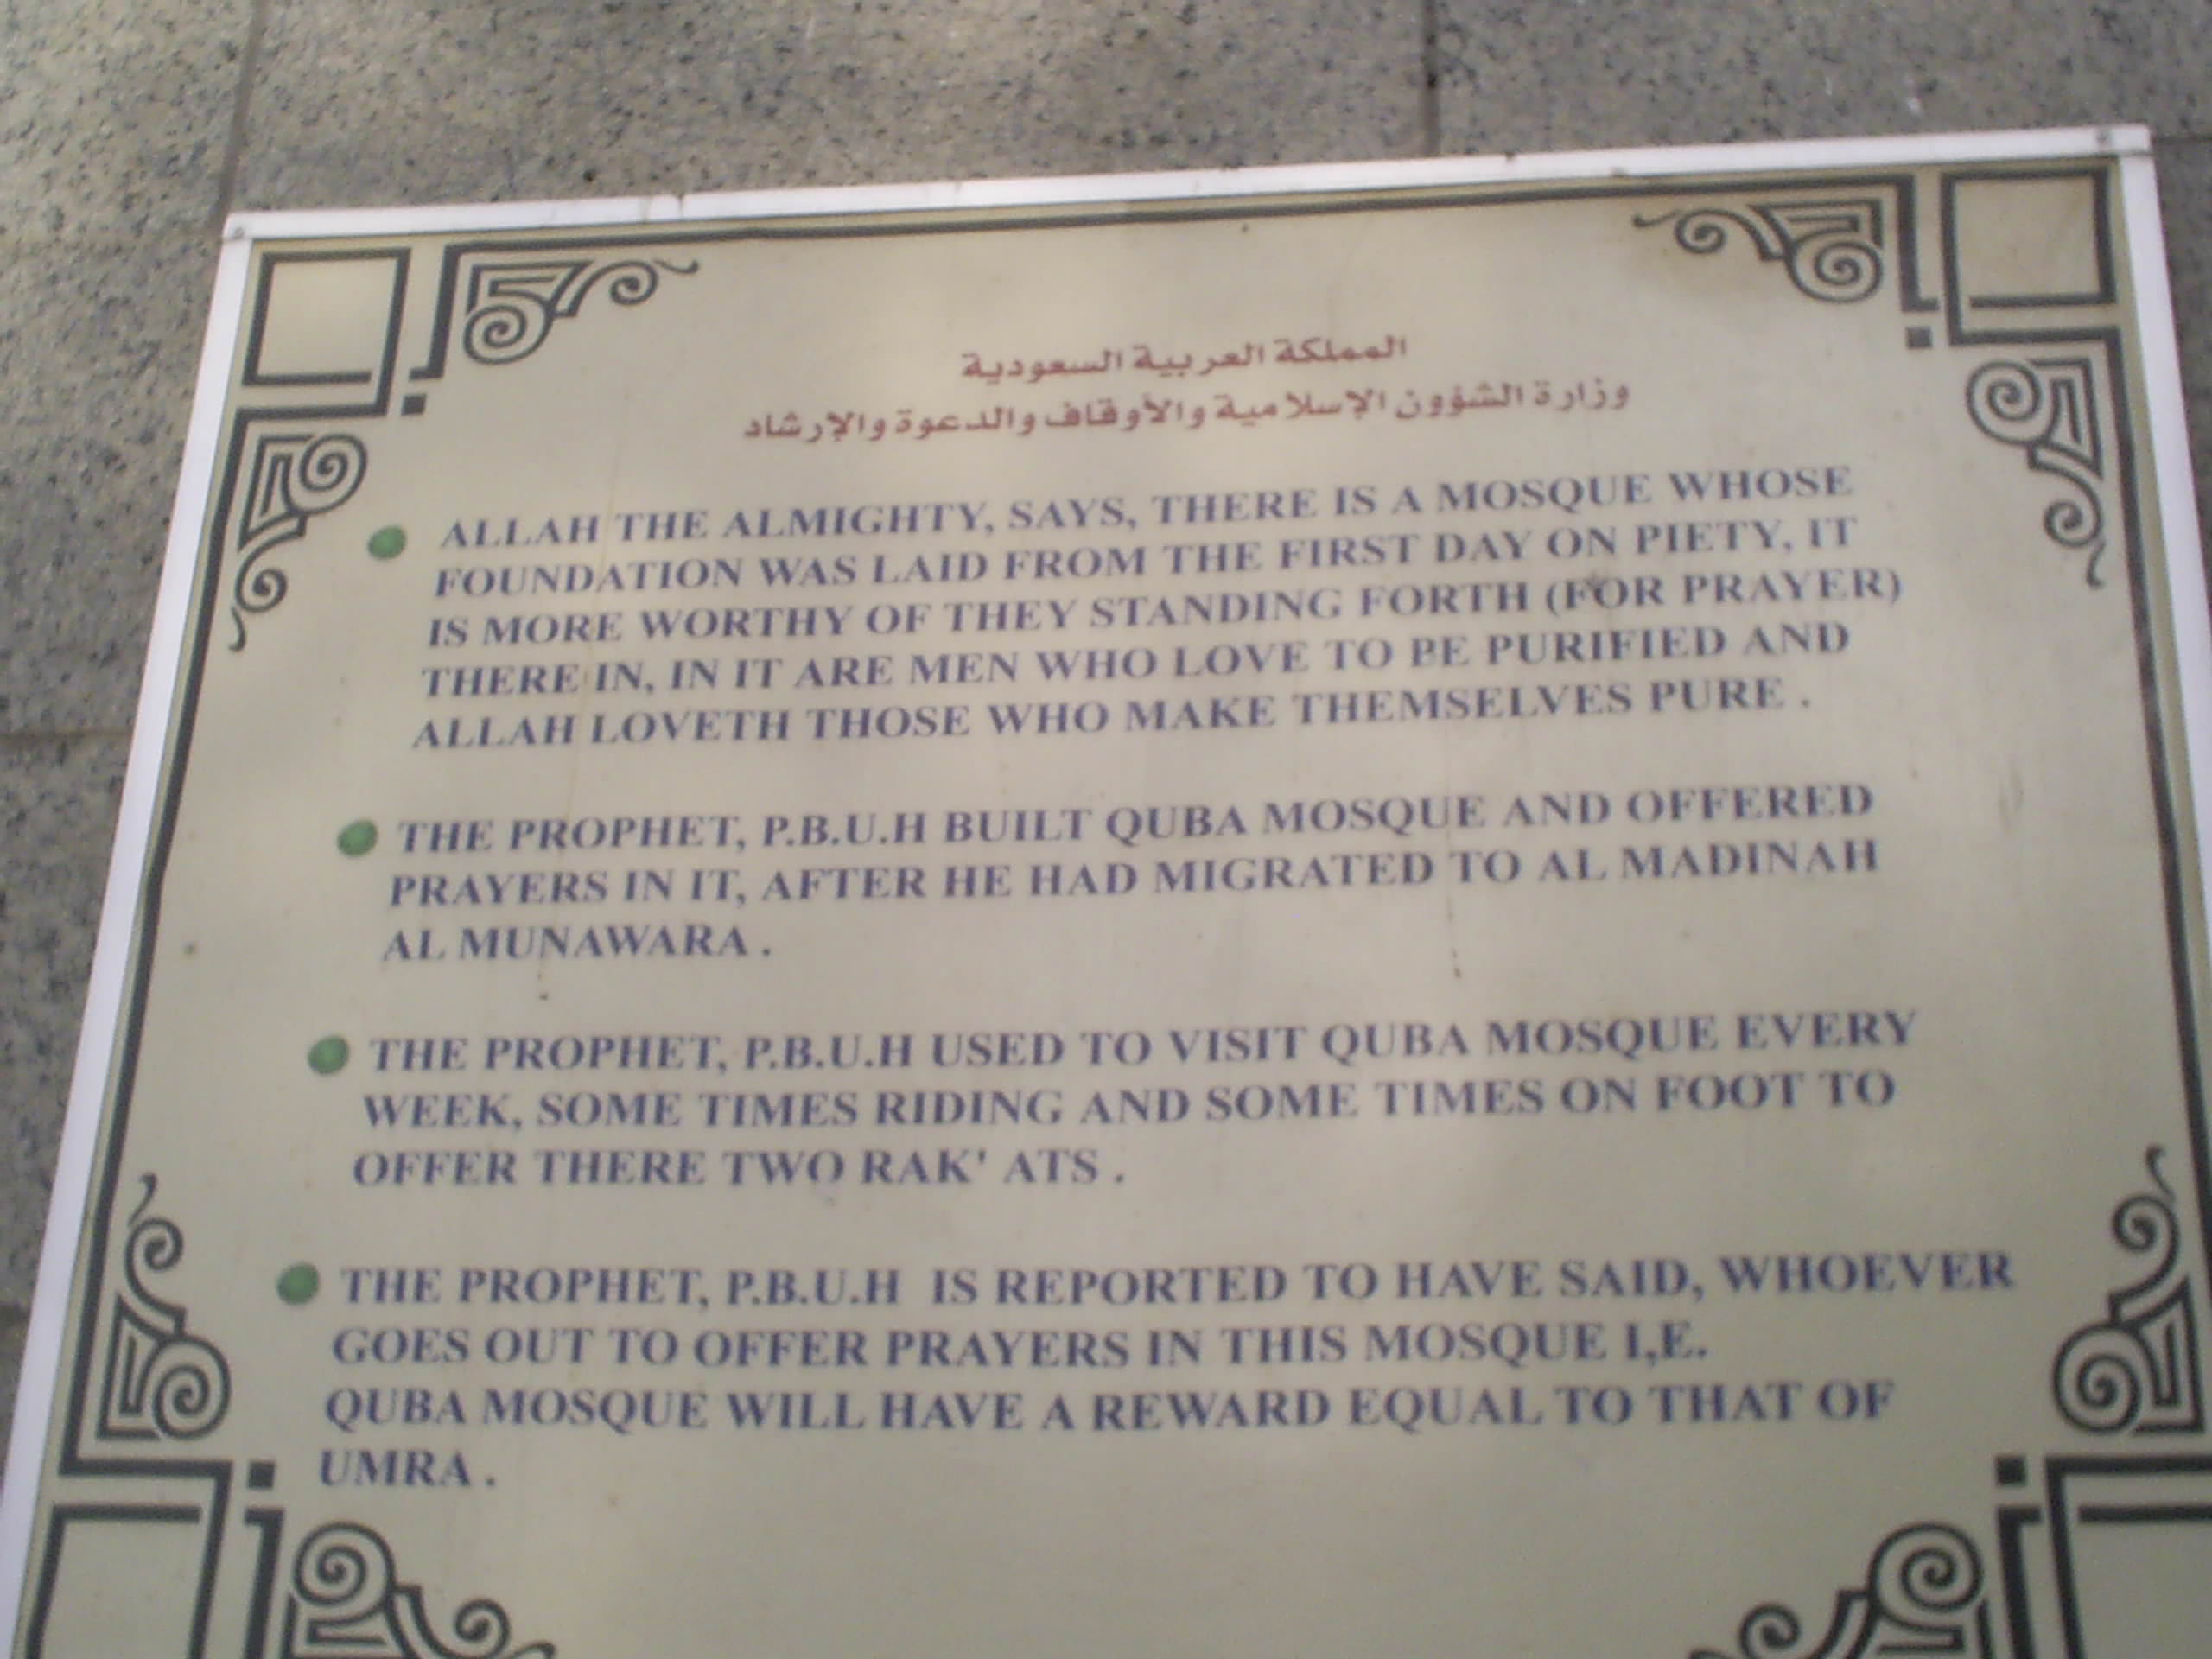 المملكة العربية السعودية
وزارة الشؤون الإسلامية والأوقاف والدعوة والإرشاد
ALLAH THE ALMIGHTY, SAYS, THERE IS A MOSQUE WHOSE
FOUNDATION WAS LAID FROM THE FIRST DAY ON PIETY, IT
IS MORE WORTHY OF THEY STANDING FORTH (FOR PRAYER)
THERE IN, IN IT ARE MEN WHO LOVE TO BE PURIFIED AND
ALLAH LOVETH THOSE WHO MAKE THEMSELVES PURE .
THE PROPHET, P.B.U.H BUILT QUBA MOSQUE AND OFFERED
PRAYERS IN IT, AFTER HE HAD MIGRATED TO AL MADINAH
AL MUNAWARA .
THE PROPHET, P.B.U.H USED TO VISIT QUBA MOSQUE EVERY
WEEK, SOME TIMES RIDING AND SOME TIMES ON FOOT TO
OFFER THERE TWO RAK' ATS .
THE PROPHET, P.B.U.H IS REPORTED TO HAVE SAID, WHOEVER
GOES OUT TO OFFER PRAYERS IN THIS MOSQUE I,E.
QUBA MOSQUE WILL HAVE A REWARD EQUAL TO THAT OF
UMRA .